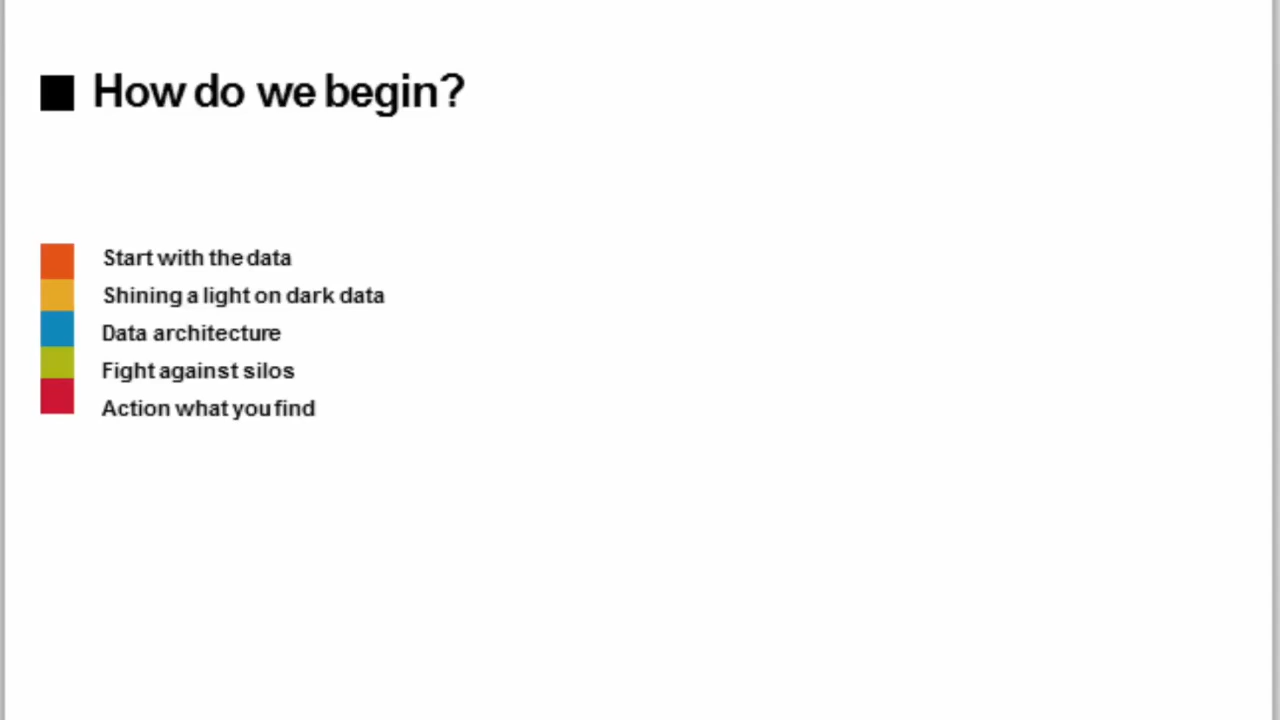 How do we begin?
Start with the data
Shining a light on dark data
Data architecture
Fight against silos
Action what you find